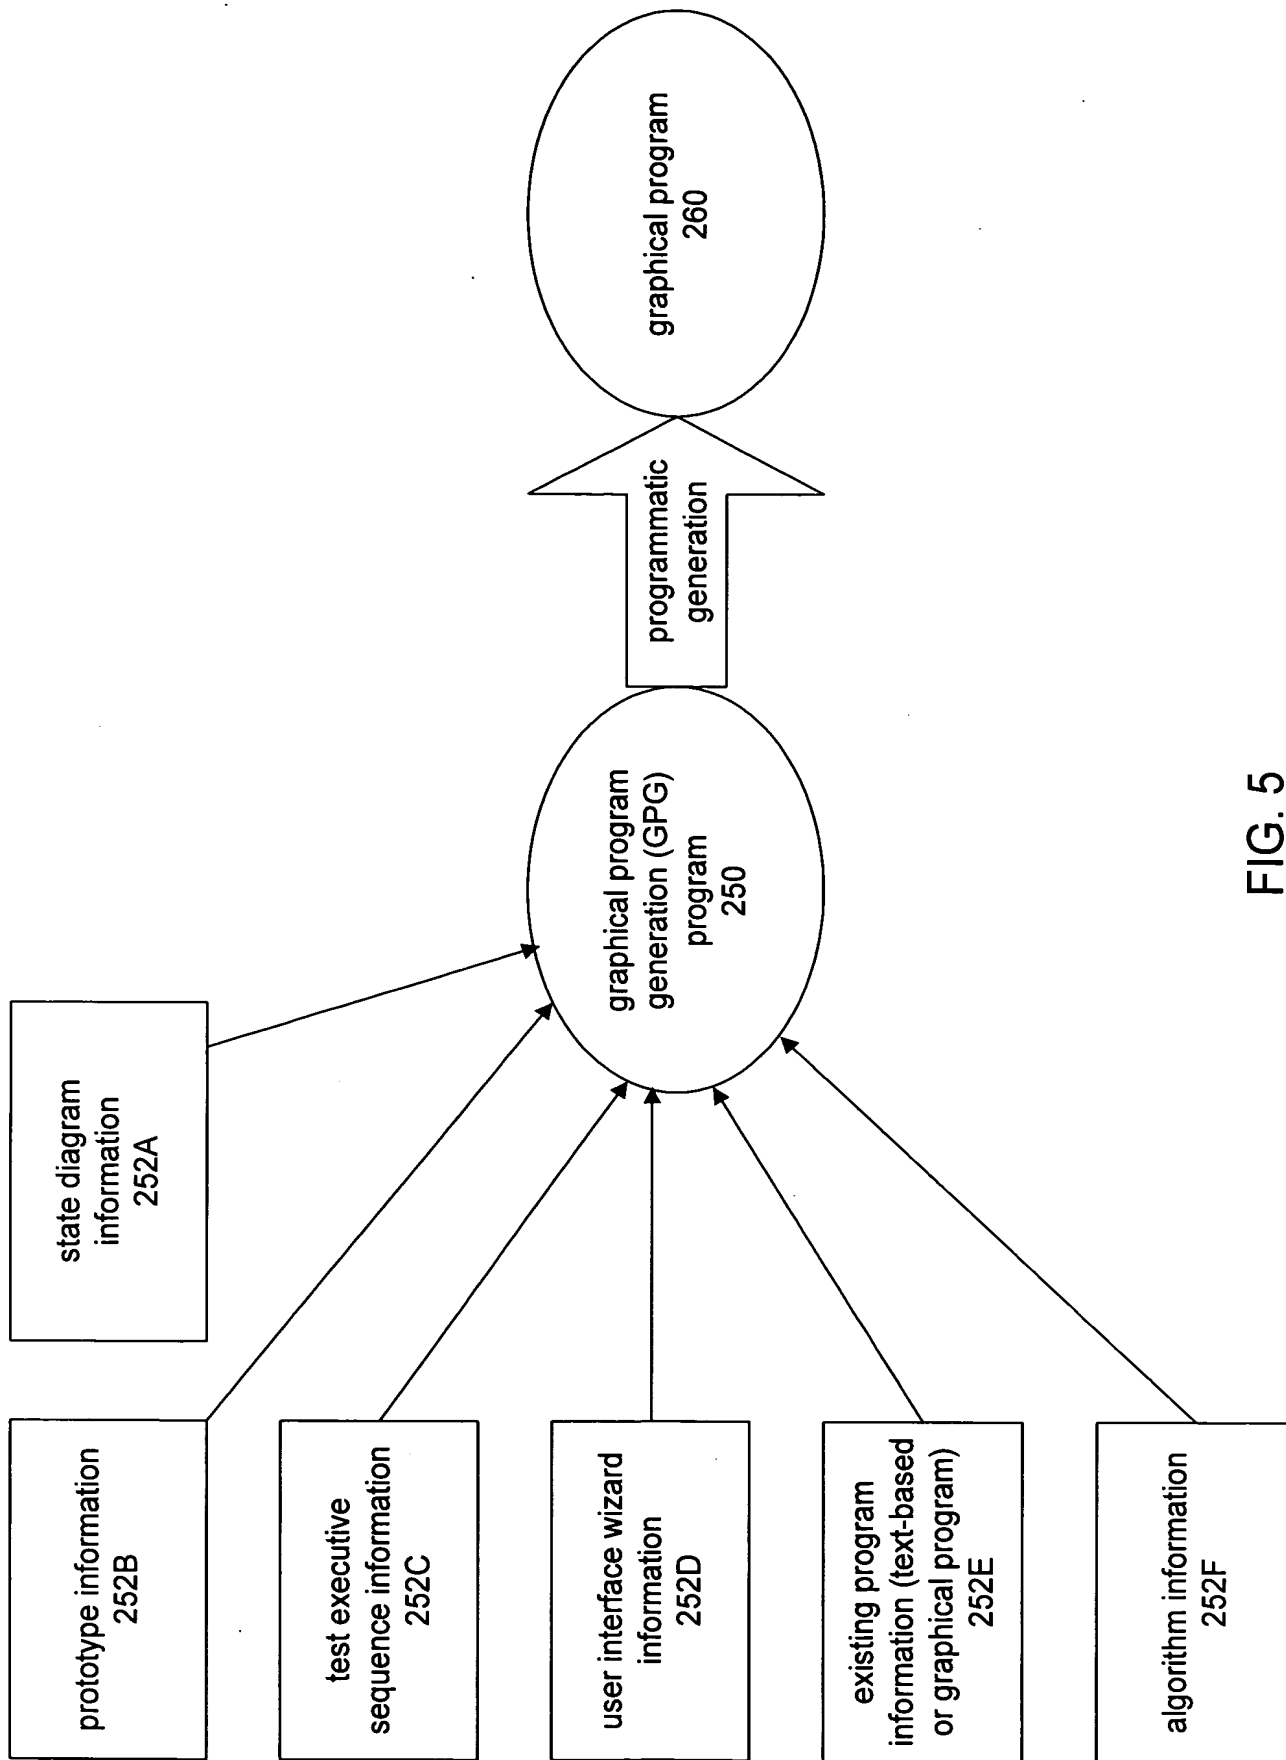 state diagram
information
252A
prototype information
252B
test executive
sequence information
252C
user interface wizard
information
252D
existing program
information (text-based
or graphical program)
252E
algorithm information
252F
graphical program
generation (GPG)
program
250
programmatic
generation
graphical program
260
FIG. 5